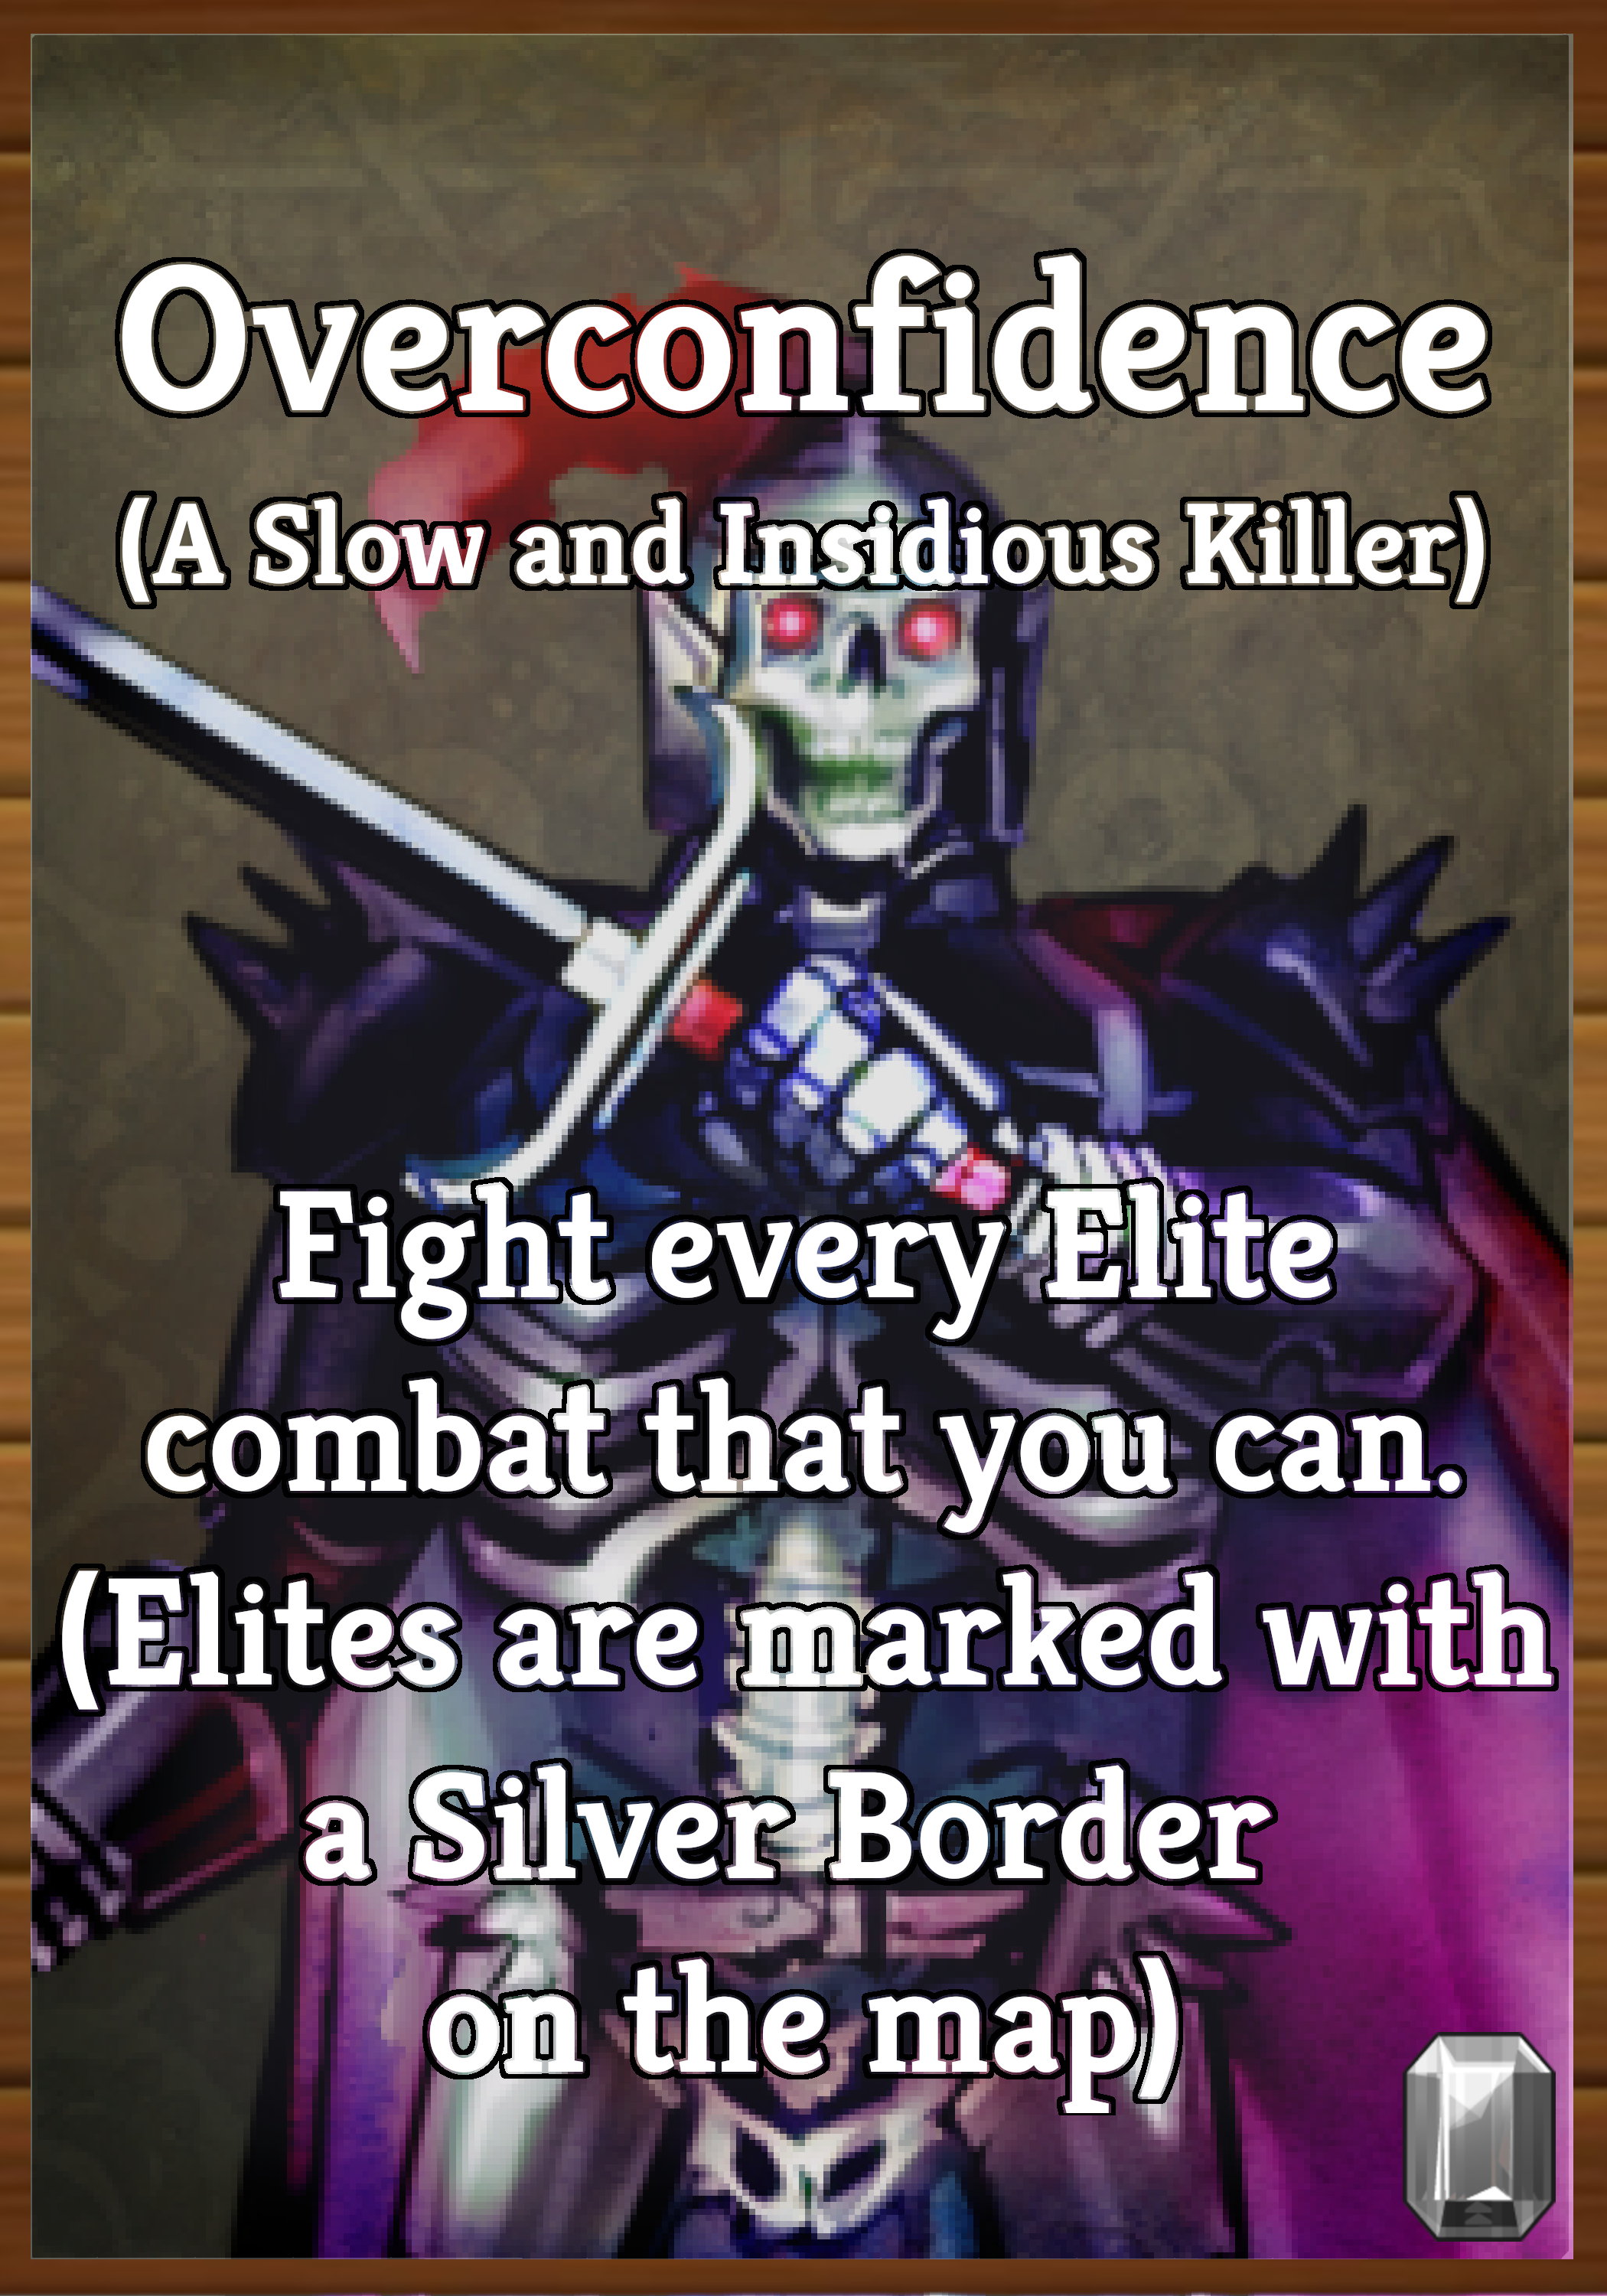 Overconfidence
(A Slow and Insidious Killer)
Fight every Elite
combat that you can.
(Elites are marked with
a Silver Border
on the map)